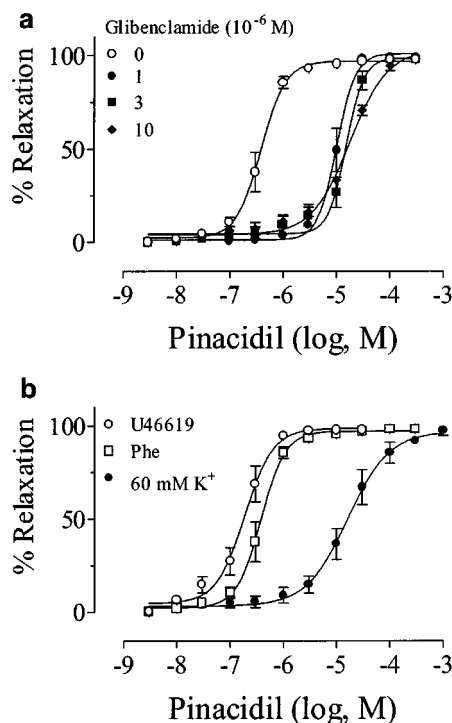 a
Glibenclamide (10⁻⁶ M)
0
1
3
10
% Relaxation
100
50
0
-9 -8 -7 -6 -5 -4 -3
Pinacidil (log, M)
b
U46619
Phe
60 mM K⁺
% Relaxation
100
50
0
-9 -8 -7 -6 -5 -4 -3
Pinacidil (log, M)